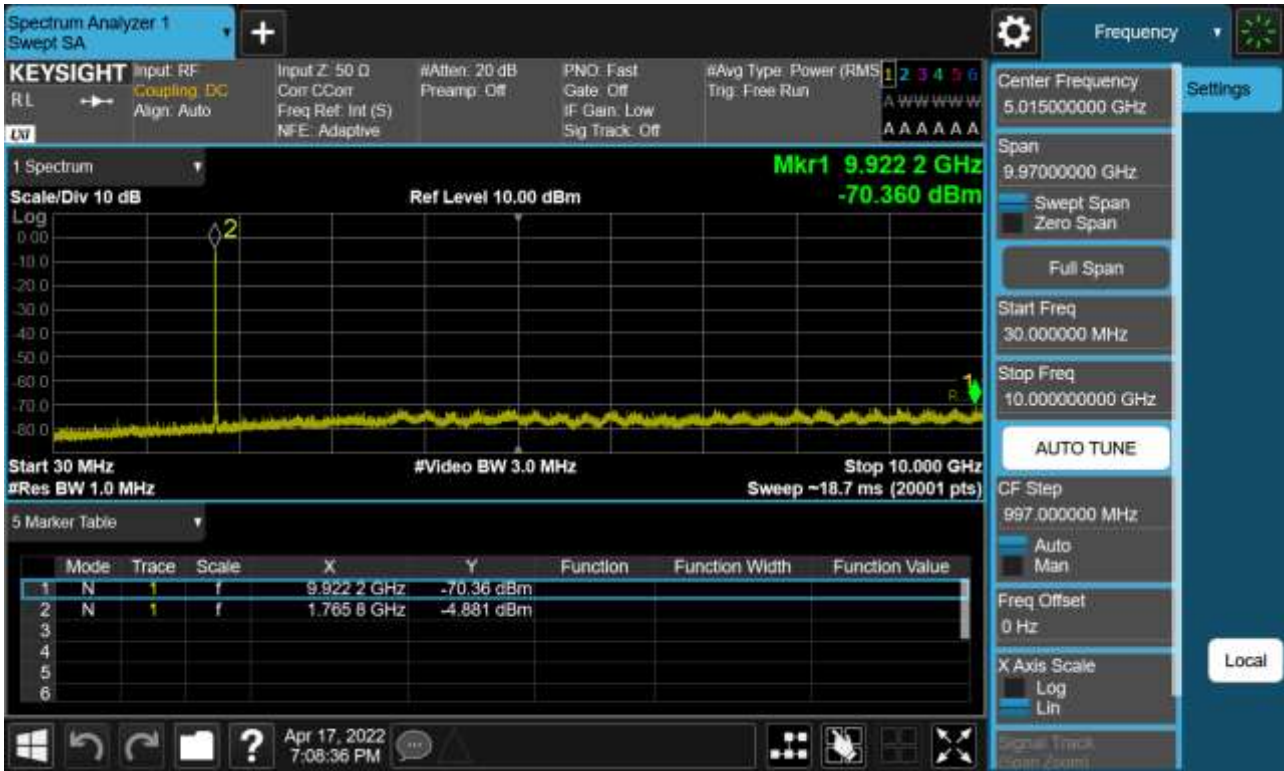 Spectrum Analyzer 1
Swept SA
+
Frequency
KEYSIGHT
RL
LXI
Input: RF
Coupling: DC
Align: Auto
Input Z: 50 Ω
Corr CCorr
Freq Ref: Int (S)
NFE: Adaptive
#Atten: 20 dB
Preamp: Off
PNO: Fast
Gate: Off
IF Gain: Low
Sig Track: Off
#Avg Type: Power (RMS
Trig: Free Run
1 2 3 4 5 6
A W W W W W
A A A A A A
1 Spectrum
Scale/Div 10 dB
Ref Level 10.00 dBm
Mkr1 9.922 2 GHz
-70.360 dBm
Log
0.00
-10.0
-20.0
-30.0
-40.0
-50.0
-60.0
-70.0
-80.0
2
1
Start 30 MHz
#Res BW 1.0 MHz
#Video BW 3.0 MHz
Stop 10.000 GHz
Sweep ~18.7 ms (20001 pts)
5 Marker Table
Mode Trace Scale X Y Function Function Width Function Value
1 N 1 f 9.922 2 GHz -70.36 dBm
2 N 1 f 1.765 8 GHz -4.881 dBm
3
4
5
6
Center Frequency
5.015000000 GHz
Settings
Span
9.97000000 GHz
Swept Span
Zero Span
Full Span
Start Freq
30.000000 MHz
Stop Freq
10.000000000 GHz
AUTO TUNE
CF Step
997.000000 MHz
Auto
Man
Freq Offset
0 Hz
X Axis Scale
Log
Lin
Signal Track
(Span Zoom)
Local
?
Apr 17, 2022
7:08:36 PM